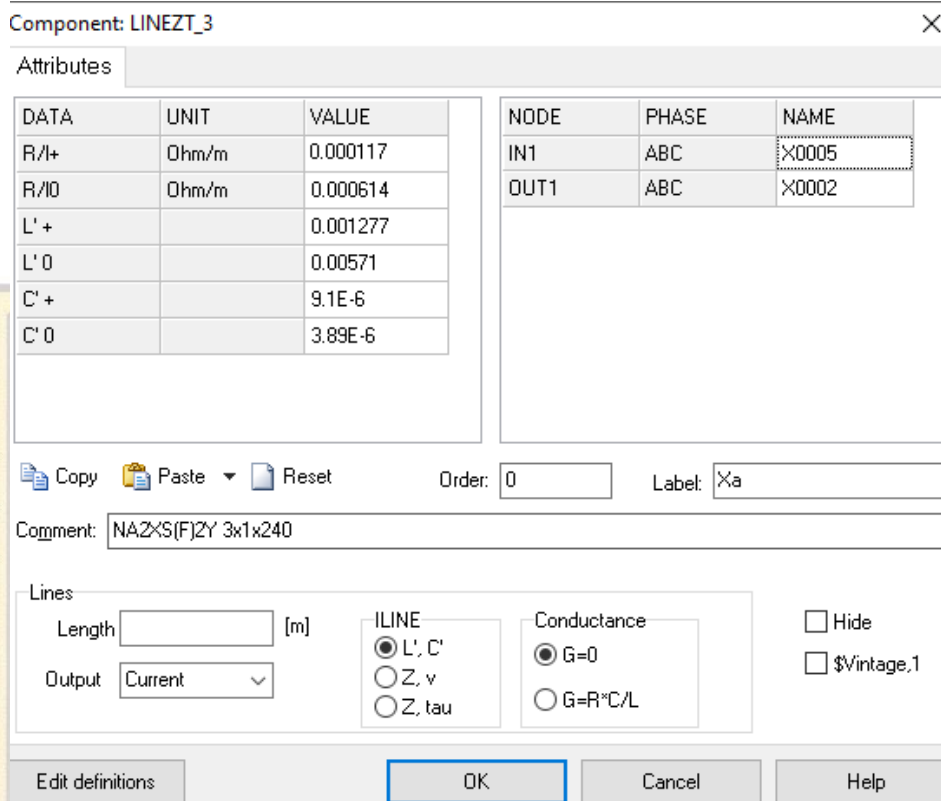 Component: LINEZT_3
Attributes
DATA UNIT VALUE
R/l+ Ohm/m 0.000117
R/l0 Ohm/m 0.000614
L' + 0.001277
L' 0 0.00571
C' + 9.1E-6
C' 0 3.89E-6
NODE PHASE NAME
IN1 ABC X0005
OUT1 ABC X0002
Copy Paste Reset Order: 0 Label: Xa
Comment: NA2XS(F)2Y 3x1x240
Lines
Length [m]
Output Current
ILINE
L', C'
Z, v
Z, tau
Conductance
G=0
G=R*C/L
Hide
$Vintage,1
Edit definitions OK Cancel Help